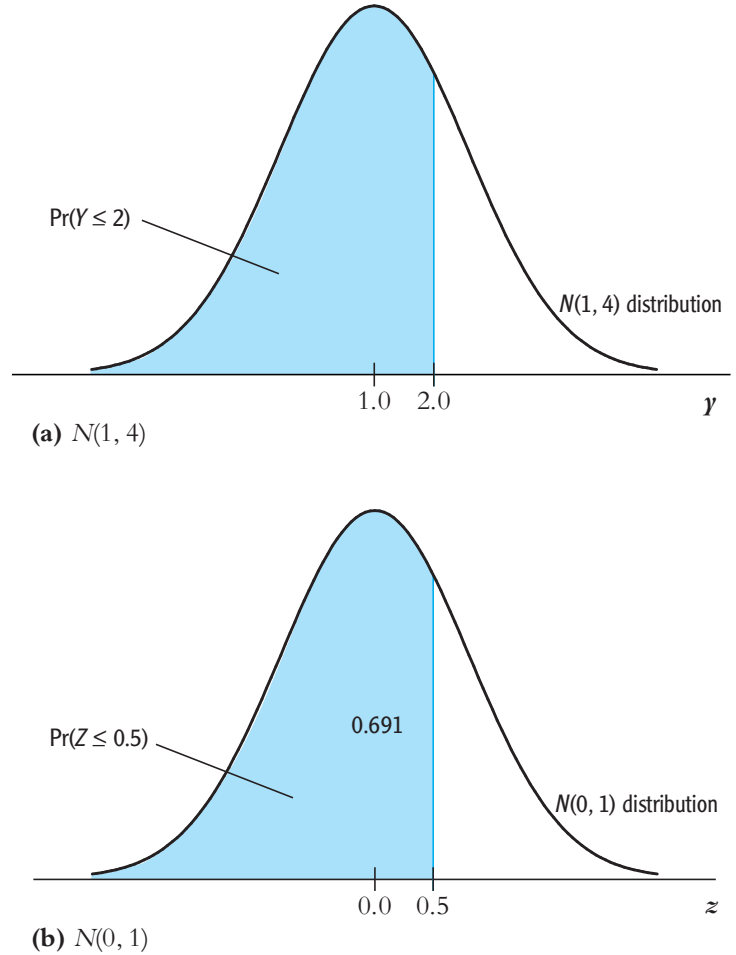 Pr(Y ≤ 2)
N(1, 4) distribution
1.0 2.0 y
(a) N(1, 4)
Pr(Z ≤ 0.5)
0.691
N(0, 1) distribution
0.0 0.5 z
(b) N(0, 1)